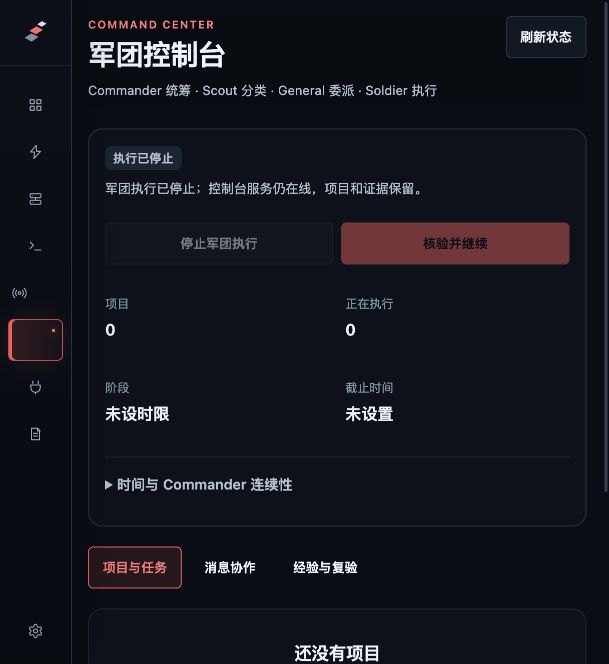 COMMAND CENTER
军团控制台
刷新状态
Commander 统筹 · Scout 分类 · General 委派 · Soldier 执行
执行已停止
军团执行已停止；控制台服务仍在线，项目和证据保留。
停止军团执行
核验并继续
项目
正在执行
0
0
阶段
截止时间
未设时限
未设置
▶ 时间与 Commander 连续性
项目与任务
消息协作
经验与复验
还没有项目